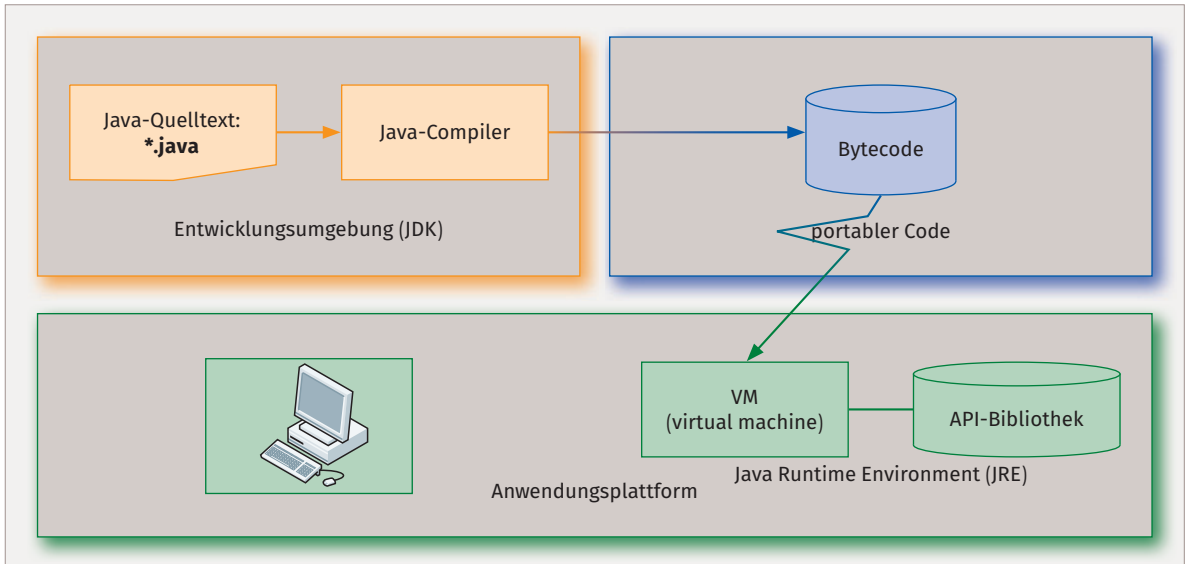 Java-Quelltext:
*.java
Java-Compiler
Entwicklungsumgebung (JDK)
Bytecode
portabler Code
VM
(virtual machine)
API-Bibliothek
Java Runtime Environment (JRE)
Anwendungsplattform